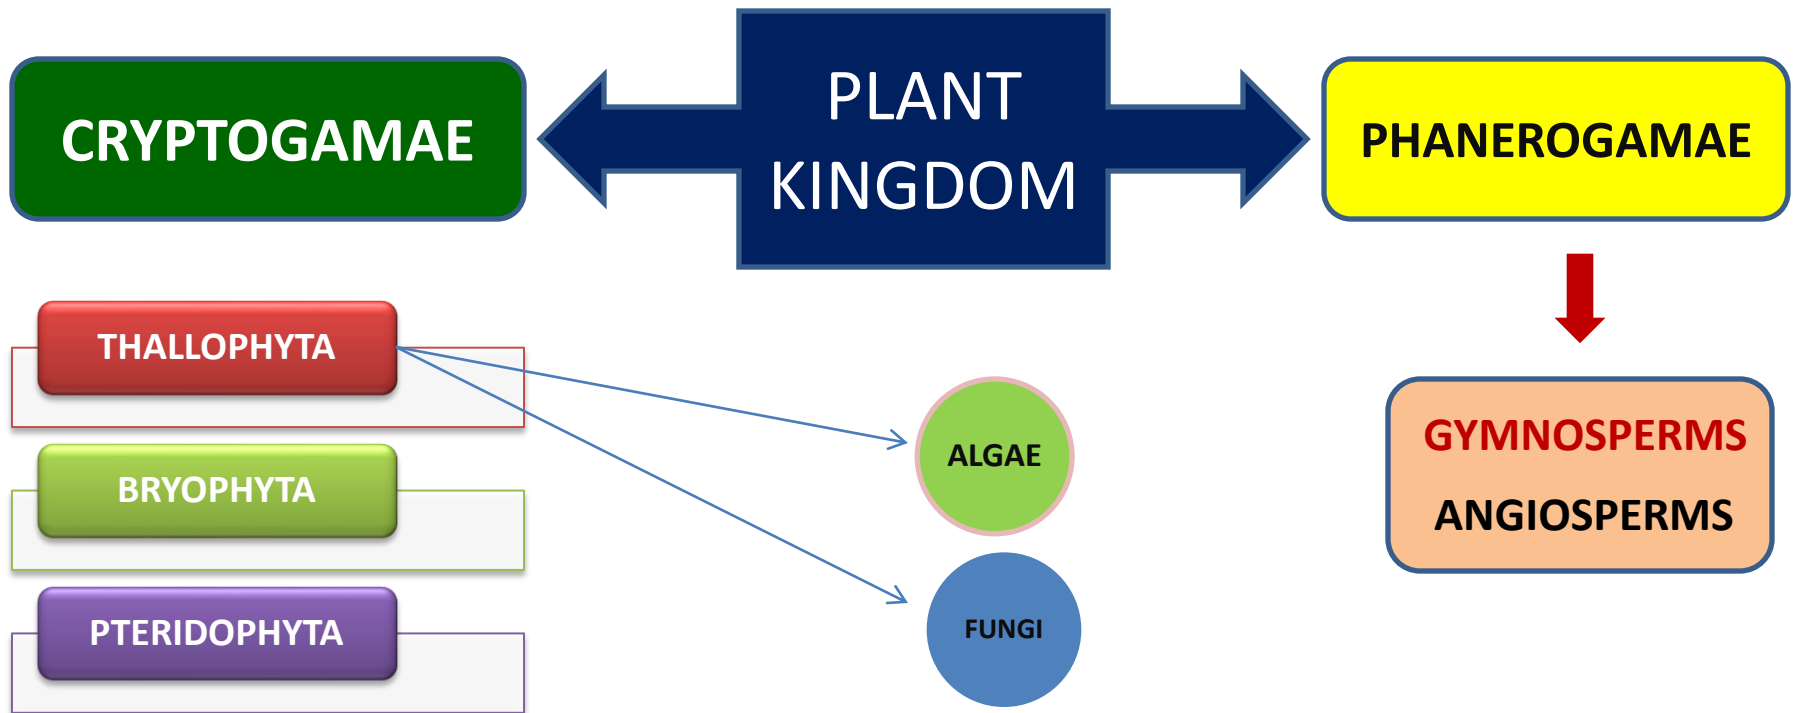 PLANT
KINGDOM
CRYPTOGAMAE
PHANEROGAMAE
THALLOPHYTA
BRYOPHYTA
PTERIDOPHYTA
ALGAE
FUNGI
GYMNOSPERMS
ANGIOSPERMS